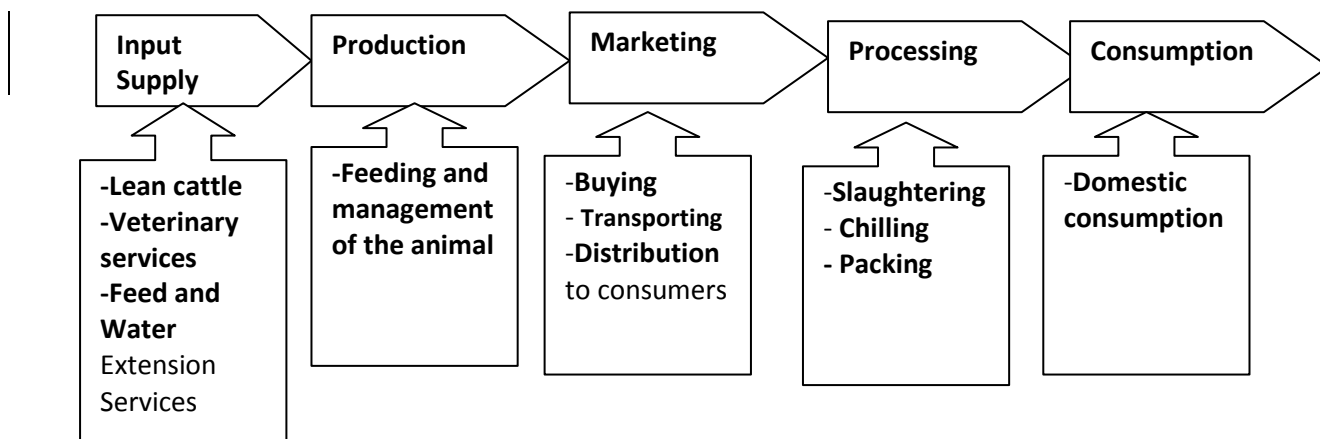 Input
Supply
Production
Marketing
Processing
Consumption
-Lean cattle
-Veterinary
services
-Feed and
Water
Extension
Services
-Feeding and
management
of the animal
-Buying
- Transporting
-Distribution
to consumers
-Slaughtering
- Chilling
- Packing
-Domestic
consumption